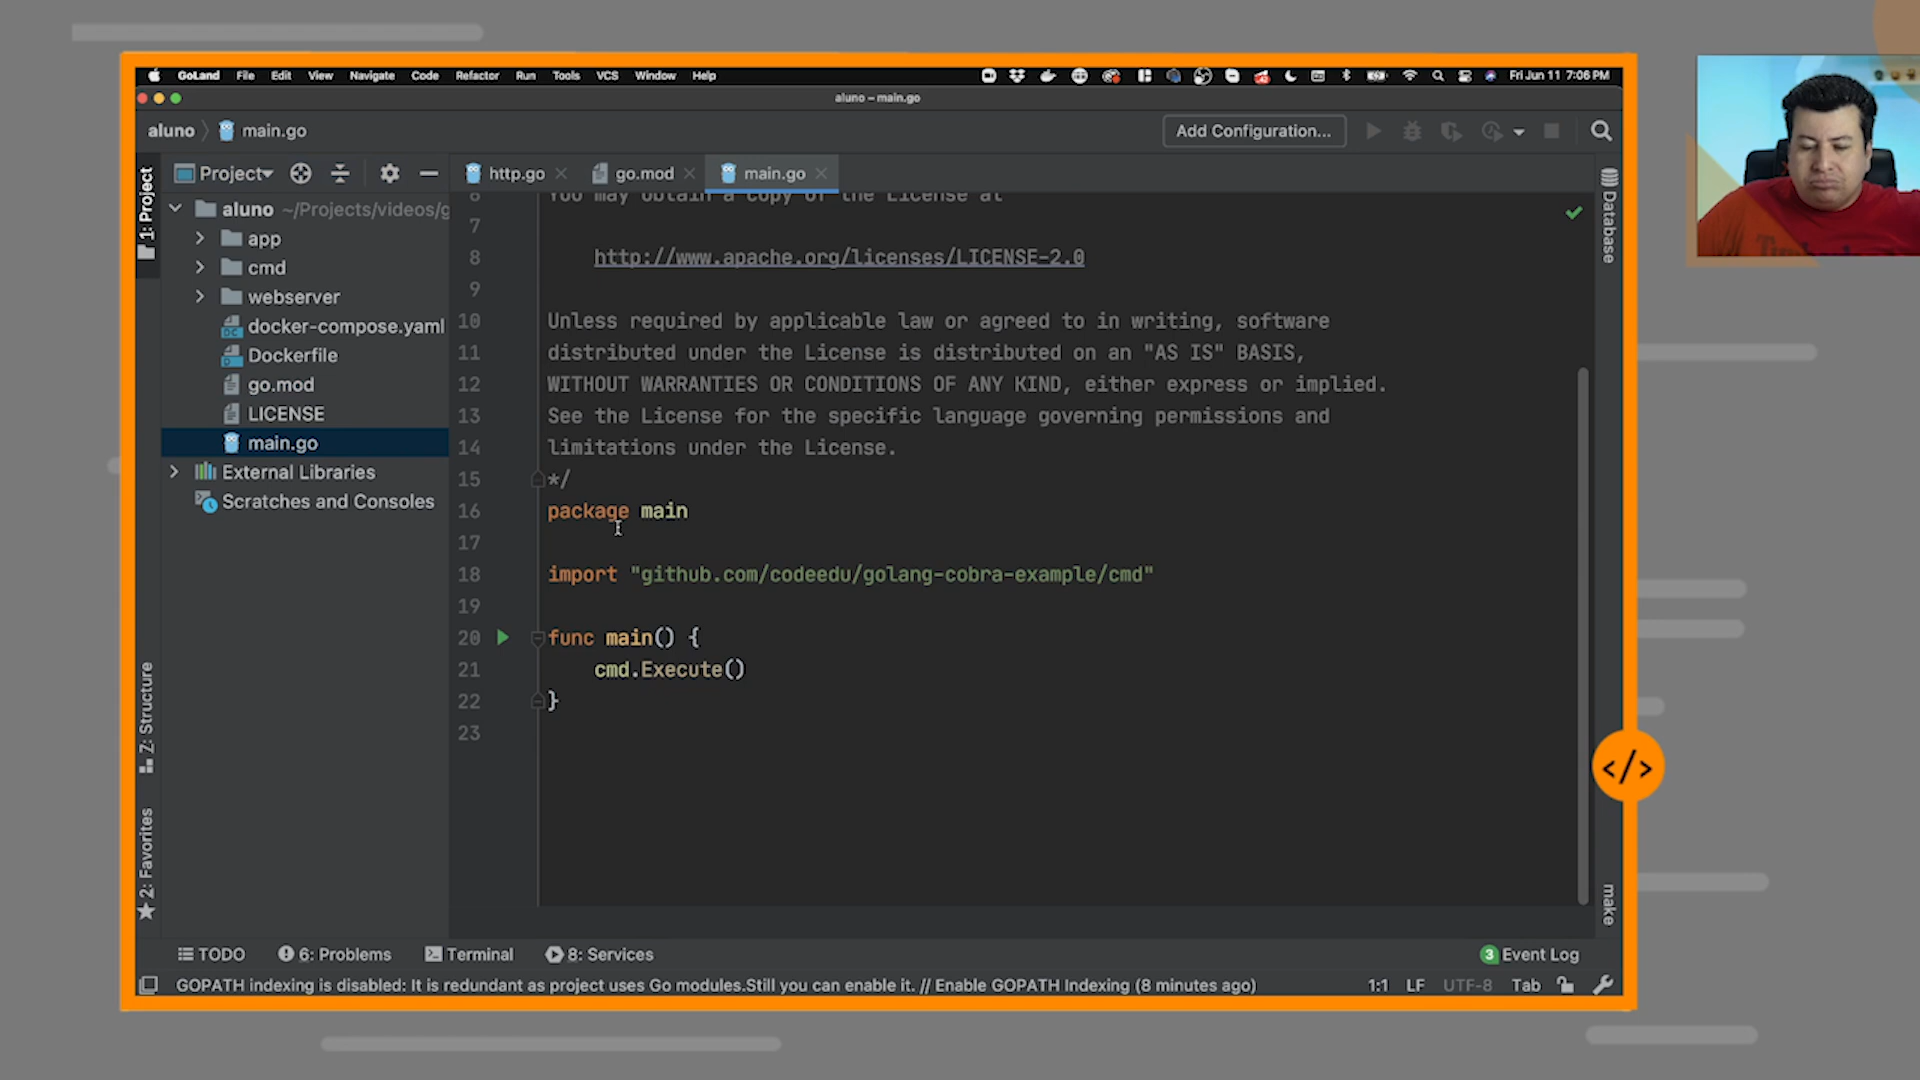 GoLand File Edit View Navigate Code Refactor Run Tools VCS Window Help Fri Jun 11 7:06 PM
aluno – main.go
aluno main.go Add Configuration...
1: Project
Project
http.go
go.mod
main.go
aluno ~/Projects/videos/g
app
cmd
webserver
docker-compose.yaml
Dockerfile
go.mod
LICENSE
main.go
External Libraries
Scratches and Consoles
6 You may obtain a copy of the License at
7
8 http://www.apache.org/licenses/LICENSE-2.0
9
10 Unless required by applicable law or agreed to in writing, software
11 distributed under the License is distributed on an "AS IS" BASIS,
12 WITHOUT WARRANTIES OR CONDITIONS OF ANY KIND, either express or implied.
13 See the License for the specific language governing permissions and
14 limitations under the License.
15 */
16 package main
17
18 import "github.com/codeedu/golang-cobra-example/cmd"
19
20 func main() {
21 cmd.Execute()
22 }
23
Database
make
Z: Structure
2: Favorites
</>
TODO 6: Problems Terminal 8: Services 3 Event Log
GOPATH indexing is disabled: It is redundant as project uses Go modules.Still you can enable it. // Enable GOPATH Indexing (8 minutes ago) 1:1 LF UTF-8 Tab